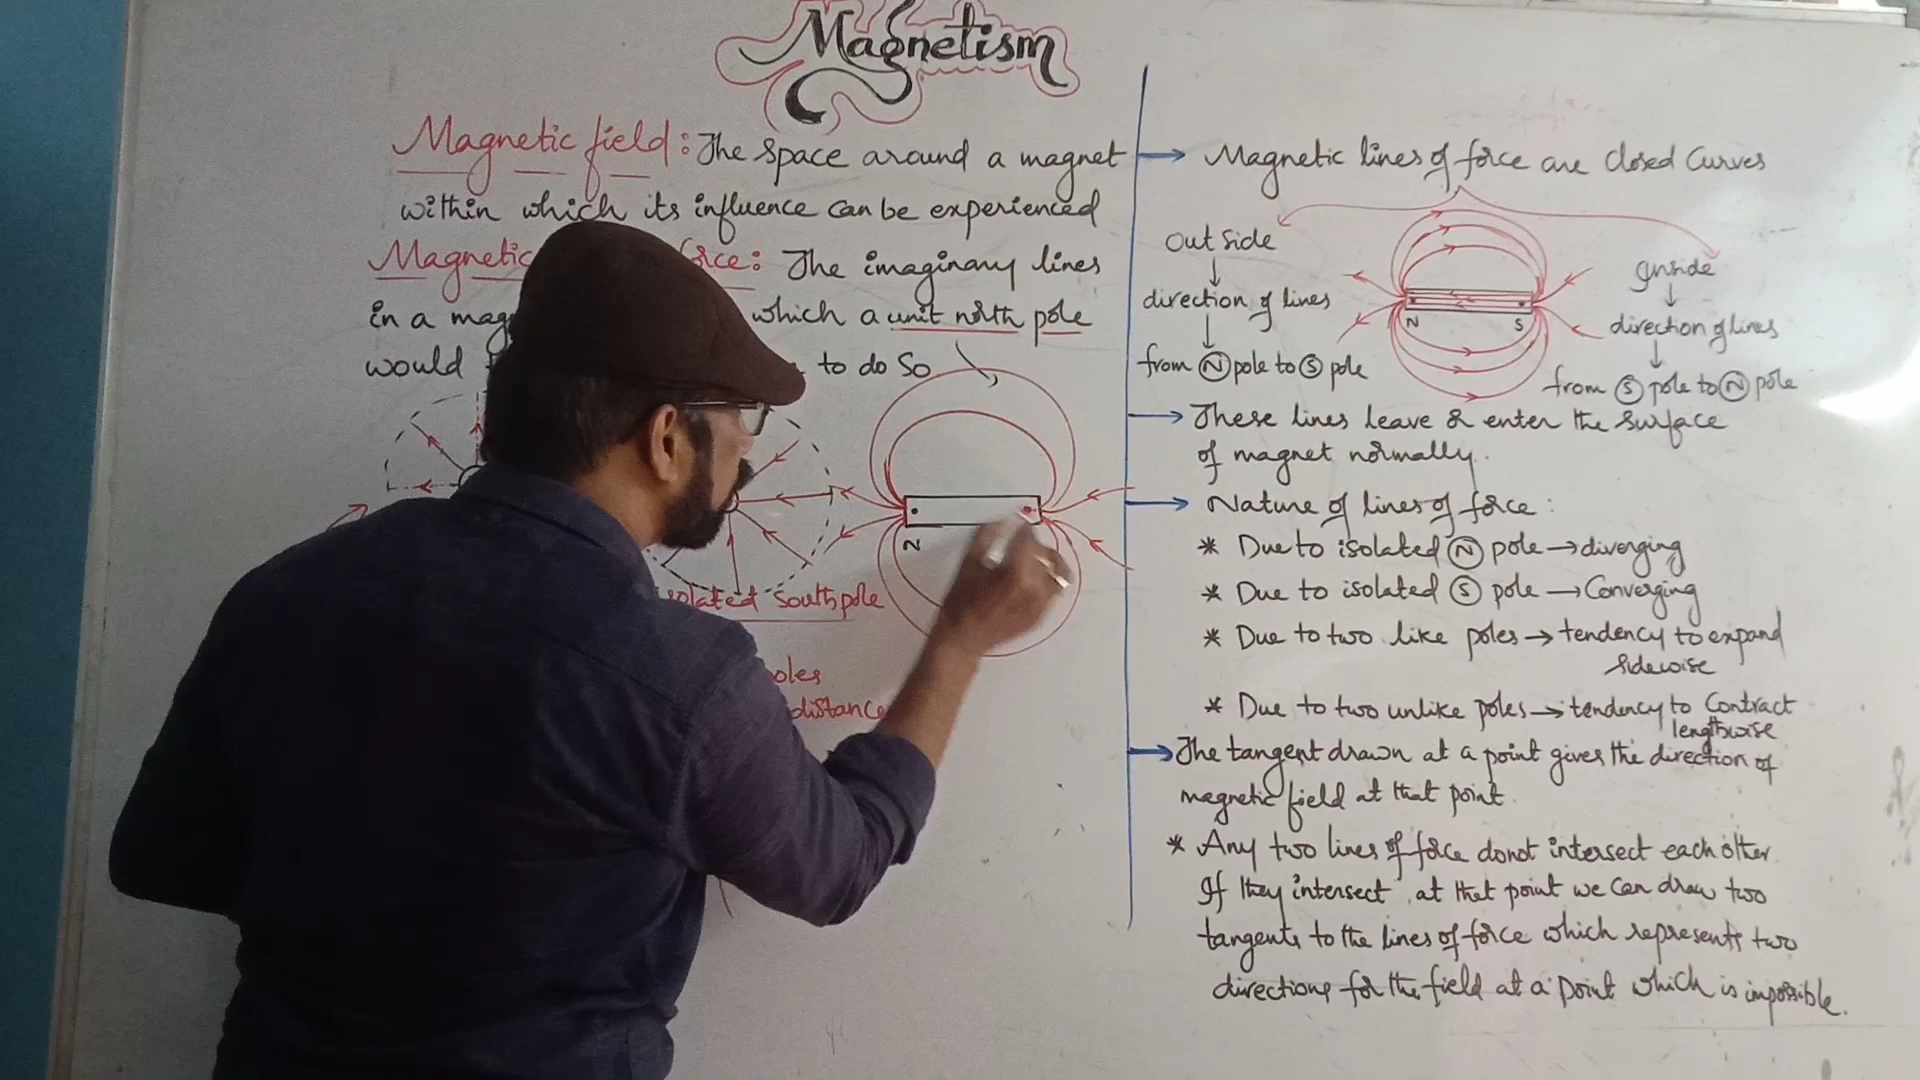 Magnetism
Magnetic field: The space around a magnet
within which its influence can be experienced
Magnetic force: The imaginary lines
in a mag which a unit north pole
would to do so
N
isolated South pole
oles
distance
→ Magnetic lines of force are closed Curves
Out side
↓
direction of lines
↓
from Ⓝ pole to Ⓢ pole
N S
Inside
↓
direction of lines
↓
from Ⓢ pole to Ⓝ pole
→ These lines leave & enter the surface
of magnet normally.
→ Nature of lines of force:
* Due to isolated Ⓝ pole → diverging
* Due to isolated Ⓢ pole → Converging
* Due to two like poles → tendency to expand
sidewise
* Due to two unlike poles → tendency to Contract
lengthwise
→ The tangent drawn at a point gives the direction of
magnetic field at that point.
* Any two lines of force donot intersect each other.
If they intersect, at that point we can draw two
tangents to the lines of force which represents two
directions for the field at a point which is impossible.